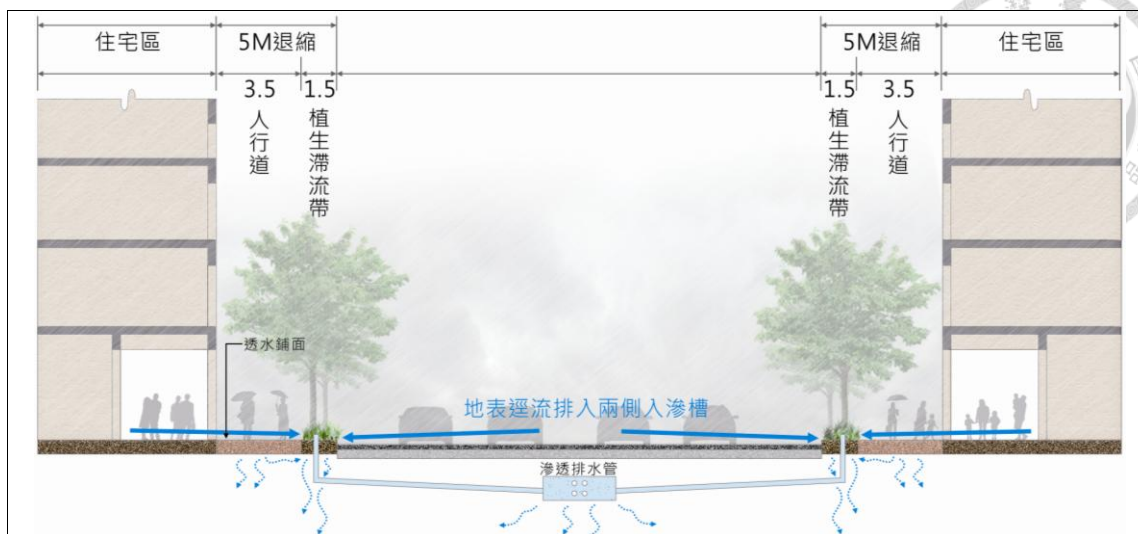 住宅區
5M退縮
5M退縮
住宅區
3.5
人行道
1.5
植生滯流帶
1.5
植生滯流帶
3.5
人行道
透水鋪面
地表逕流排入兩側入滲槽
滲透排水管